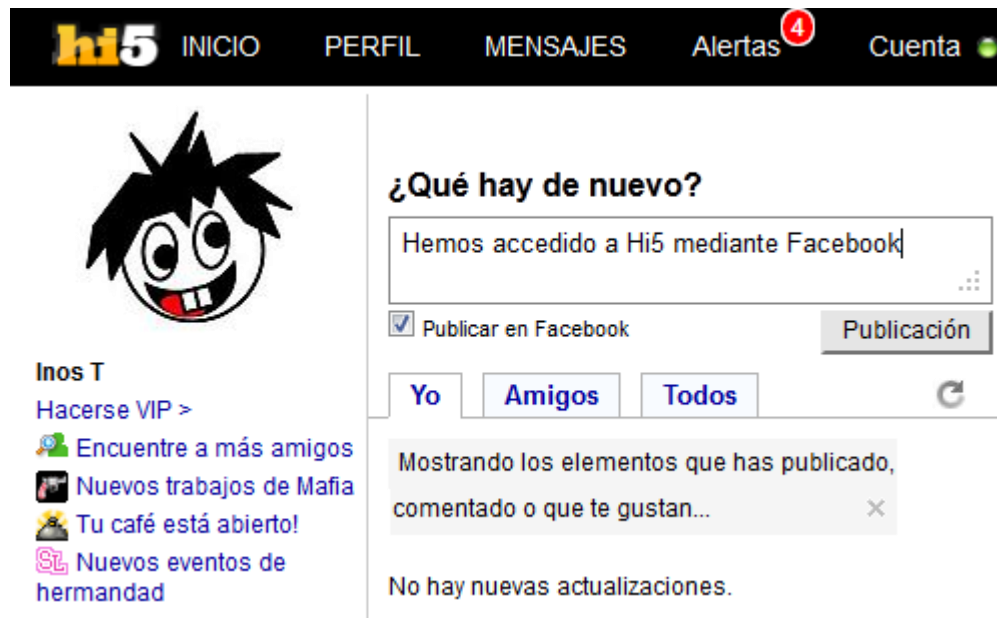 hi5 INICIO PERFIL MENSAJES Alertas 4 Cuenta
¿Qué hay de nuevo?
Hemos accedido a Hi5 mediante Facebook
Publicar en Facebook
Publicación
Inos T
Hacerse VIP >
Encuentre a más amigos
Nuevos trabajos de Mafia
Tu café está abierto!
SL Nuevos eventos de
hermandad
Yo Amigos Todos
Mostrando los elementos que has publicado,
comentado o que te gustan...
No hay nuevas actualizaciones.